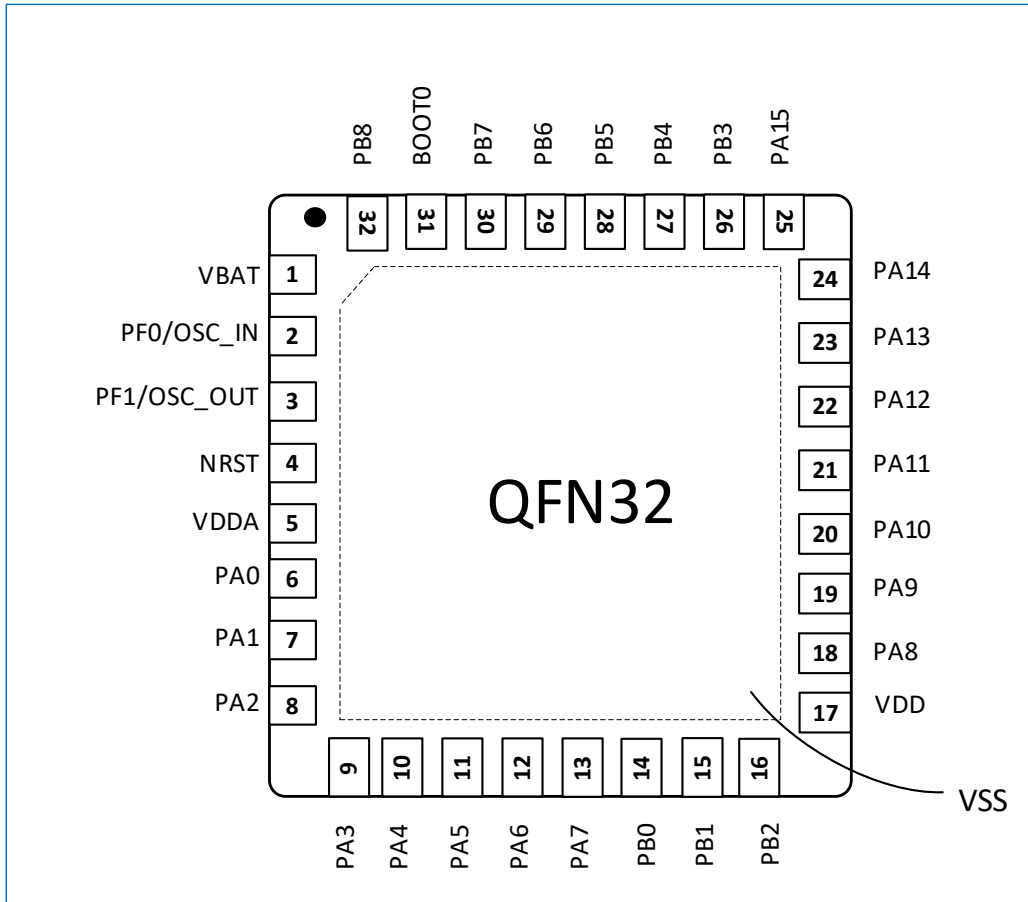 PB8
BOOT0
PB7
PB6
PB5
PB4
PB3
PA15
32
31
30
29
28
27
26
25
VBAT 1
PF0/OSC_IN 2
PF1/OSC_OUT 3
NRST 4
VDDA 5
PA0 6
PA1 7
PA2 8
QFN32
24 PA14
23 PA13
22 PA12
21 PA11
20 PA10
19 PA9
18 PA8
17 VDD
VSS
9
10
11
12
13
14
15
16
PA3
PA4
PA5
PA6
PA7
PB0
PB1
PB2